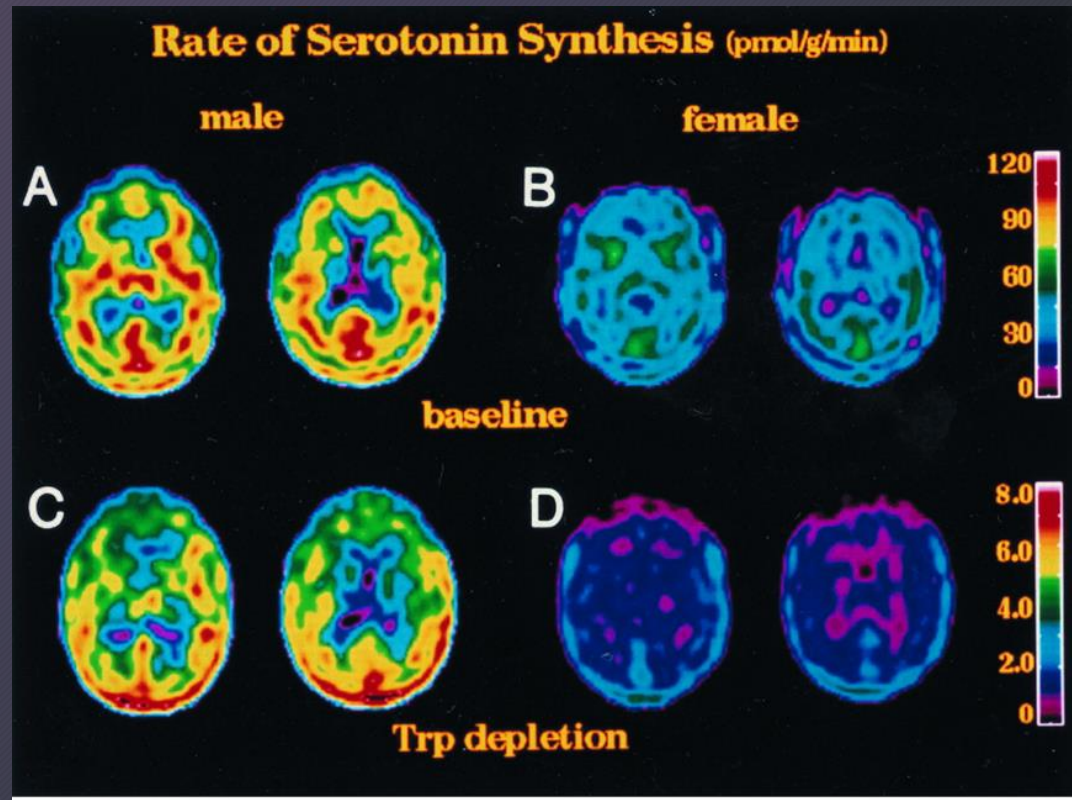 Rate of Serotonin Synthesis (pmol/g/min)
male
female
A
B
120
90
60
30
0
baseline
C
D
8.0
6.0
4.0
2.0
0
Trp depletion